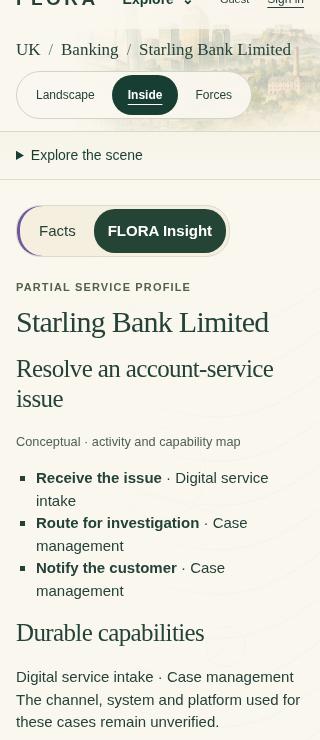 FLORA Explore Guest Sign in
UK / Banking / Starling Bank Limited
Landscape Inside Forces
Explore the scene
Facts FLORA Insight
PARTIAL SERVICE PROFILE
Starling Bank Limited
Resolve an account-service
issue
Conceptual · activity and capability map
Receive the issue · Digital service
intake
Route for investigation · Case
management
Notify the customer · Case
management
Durable capabilities
Digital service intake · Case management
The channel, system and platform used for
these cases remain unverified.